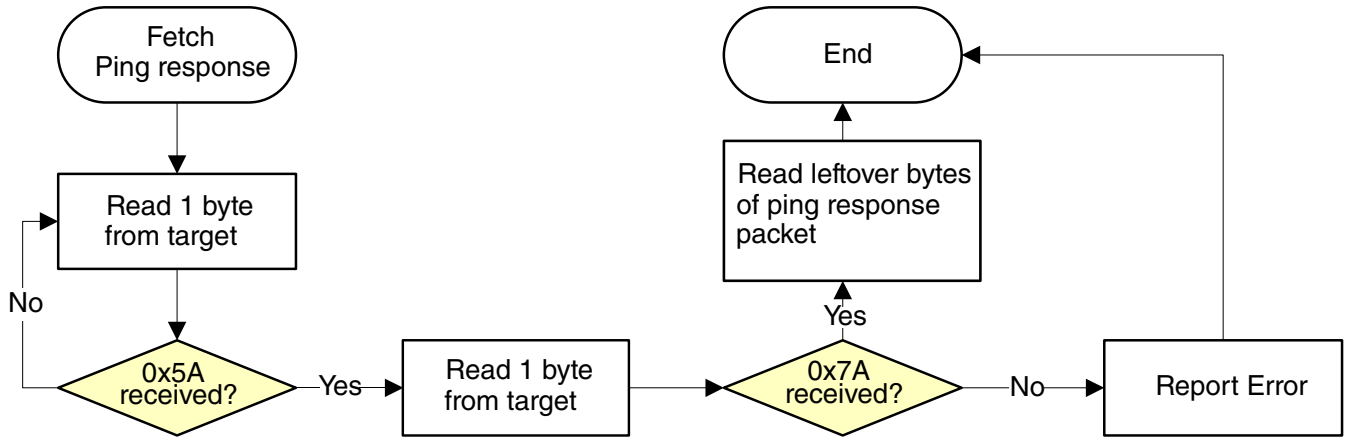 Fetch
Ping response
End
Read 1 byte
from target
Read leftover bytes
of ping response
packet
No
Yes
0x5A
received?
Yes
Read 1 byte
from target
0x7A
received?
No
Report Error